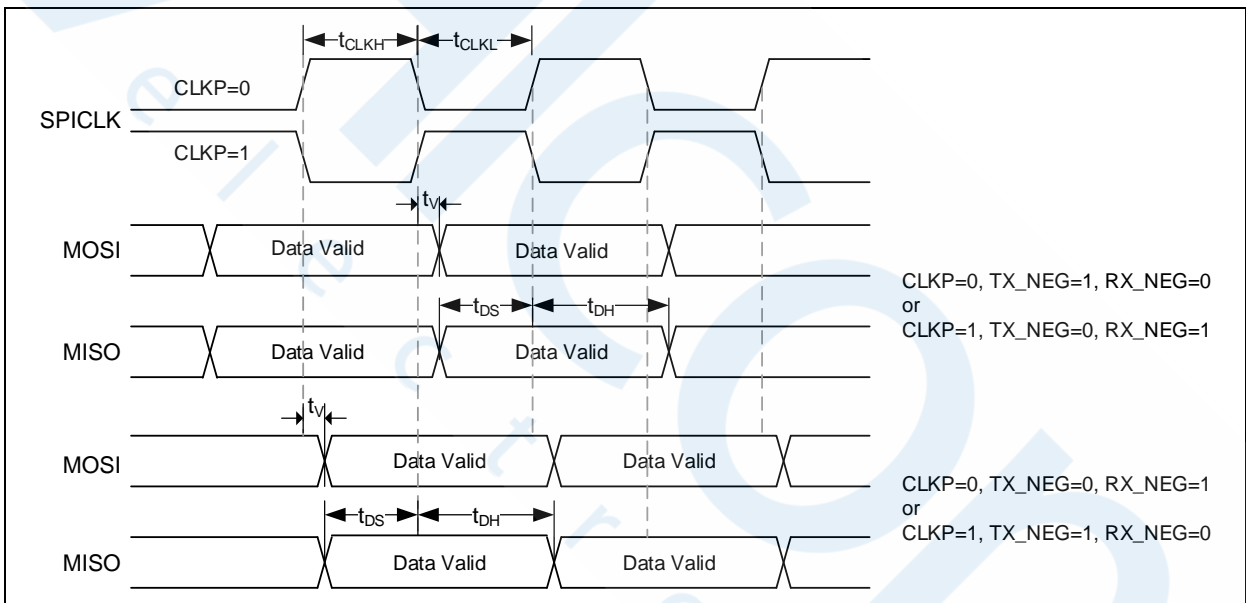 tCLKH tCLKL
CLKP=0
SPICLK
CLKP=1
tV
MOSI Data Valid Data Valid
CLKP=0, TX_NEG=1, RX_NEG=0
or
CLKP=1, TX_NEG=0, RX_NEG=1
tDS tDH
MISO Data Valid Data Valid
tV
MOSI Data Valid Data Valid
CLKP=0, TX_NEG=0, RX_NEG=1
or
CLKP=1, TX_NEG=1, RX_NEG=0
tDS tDH
MISO Data Valid Data Valid